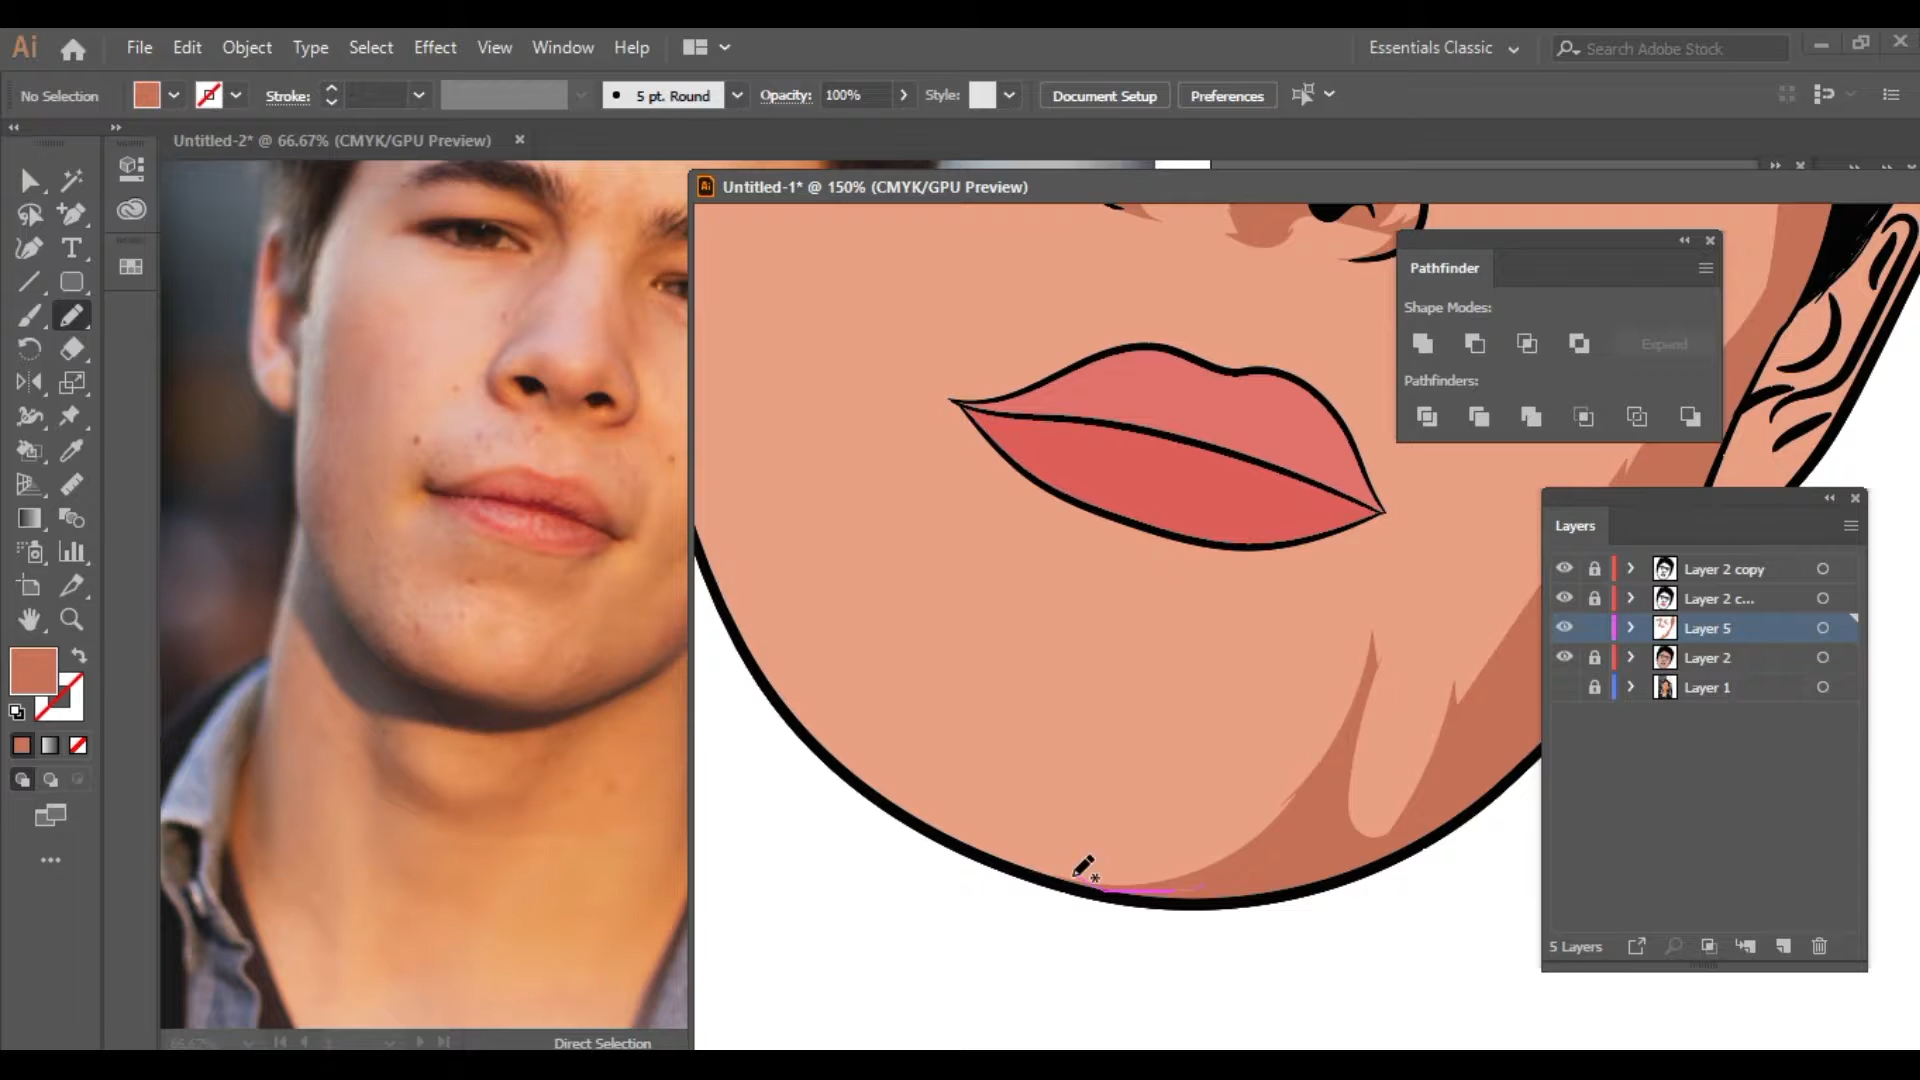 Ai File Edit Object Type Select Effect View Window Help Essentials Classic Search Adobe Stock
No Selection Stroke: 5 pt. Round Opacity: 100% Style: Document Setup Preferences
Untitled-2* @ 66.67% (CMYK/GPU Preview)
Ai Untitled-1* @ 150% (CMYK/GPU Preview)
Pathfinder
Shape Modes:
Expand
Pathfinders:
Layers
Layer 2 copy
Layer 2 c...
Layer 5
Layer 2
Layer 1
5 Layers
66.67% Direct Selection